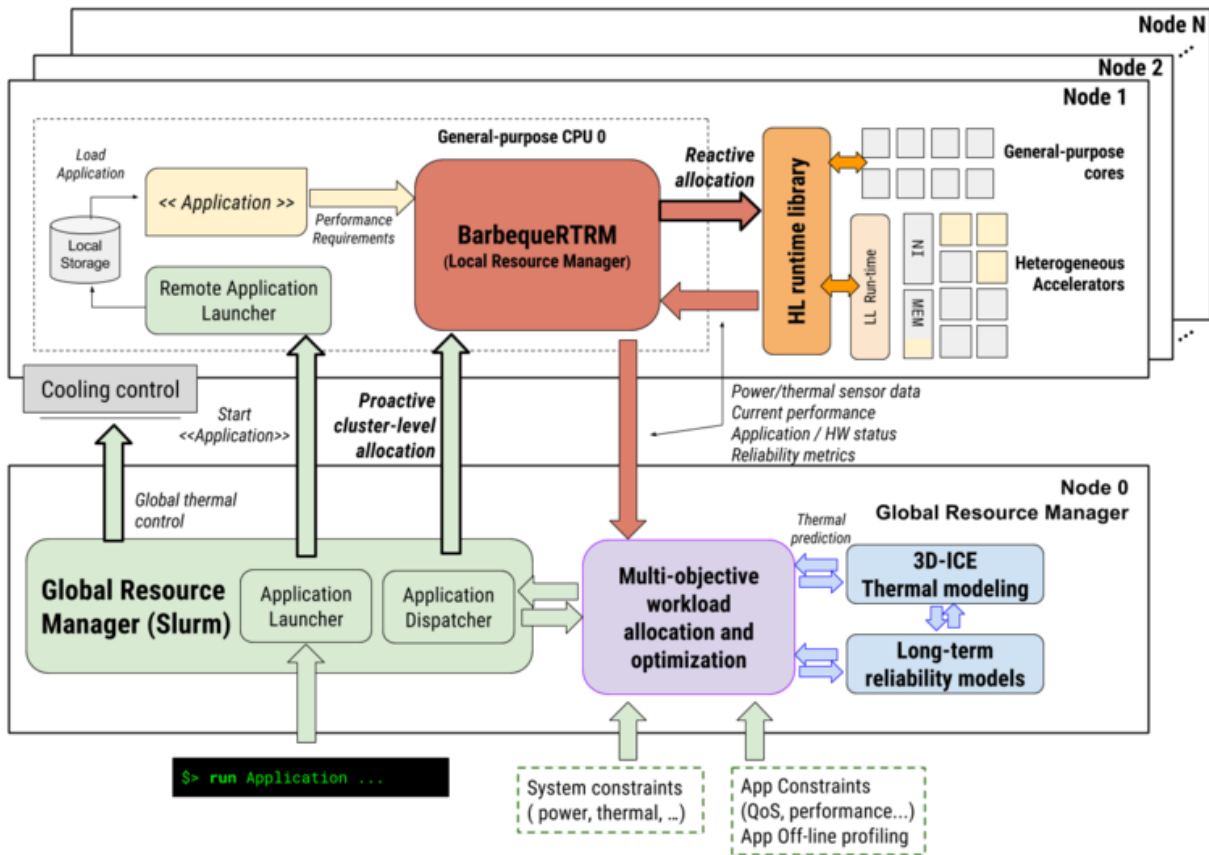 Node N
Node 2
Node 1
General-purpose CPU 0
Load
Application
<< Application >>
Performance
Requirements
Local
Storage
Remote Application
Launcher
BarbequeRTRM
(Local Resource Manager)
Reactive
allocation
HL runtime library
LL Run-time
NI
MEM
General-purpose
cores
Heterogeneous
Accelerators
Cooling control
Start
<<Application>>
Proactive
cluster-level
allocation
Power/thermal sensor data
Current performance
Application / HW status
Reliability metrics
Global thermal
control
Node 0
Global Resource Manager
Global Resource
Manager (Slurm)
Application
Launcher
Application
Dispatcher
Multi-objective
workload
allocation and
optimization
Thermal
prediction
3D-ICE
Thermal modeling
Long-term
reliability models
$> run Application ...
System constraints
( power, thermal, …)
App Constraints
(QoS, performance...)
App Off-line profiling